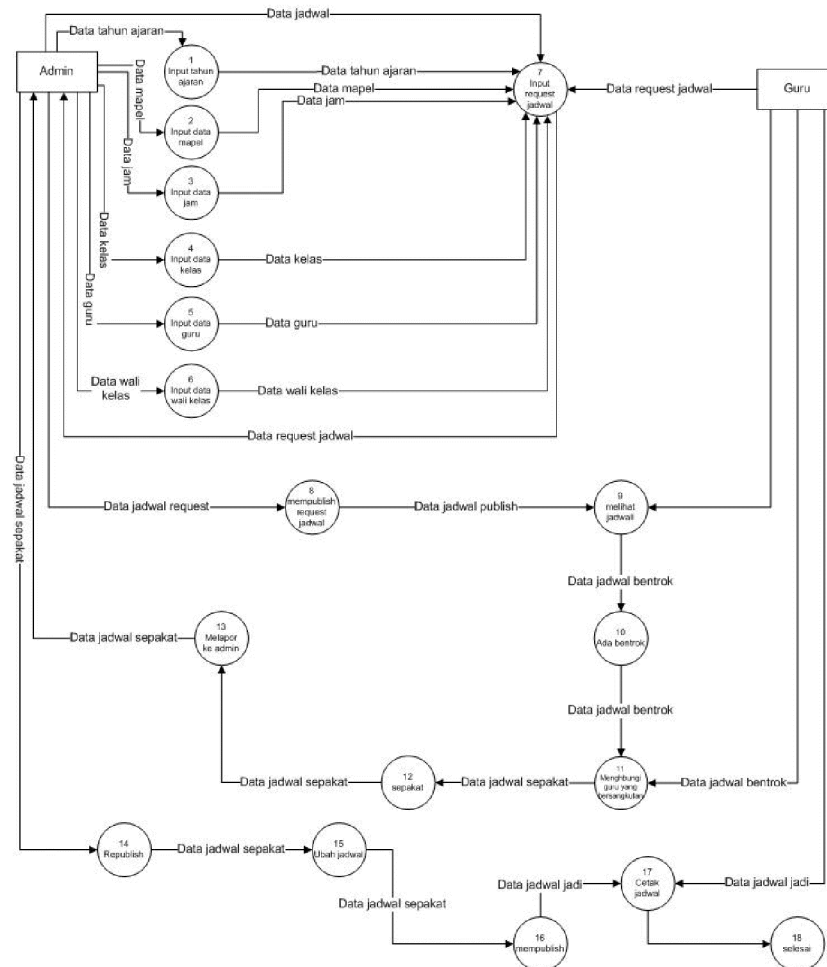 Data jadwal
Data tahun ajaran
Admin
1
Input tahun
ajaran
Data tahun ajaran
7
Input
request
jadwal
Data request jadwal
Guru
Data mapel
2
Input data
mapel
Data mapel
Data jam
Data jam
3
Input data
jam
Data kelas
4
Input data
kelas
Data kelas
Data guru
5
Input data
guru
Data guru
Data wali
kelas
6
Input data
wali kelas
Data wali kelas
Data request jadwal
Data jadwal sepakat
Data jadwal request
8
mempublish
request
jadwal
Data jadwal publish
9
melihat
jadwall
Data jadwal bentrok
10
Ada bentrok
Data jadwal bentrok
13
Melapor
ke admin
Data jadwal sepakat
11
Menghbungi
guru yang
bersangkutan
Data jadwal bentrok
Data jadwal sepakat
12
sepakat
Data jadwal sepakat
14
Republish
Data jadwal sepakat
15
Ubah jadwal
Data jadwal sepakat
16
mempublish
Data jadwal jadi
17
Cetak
jadwal
Data jadwal jadi
18
selesai